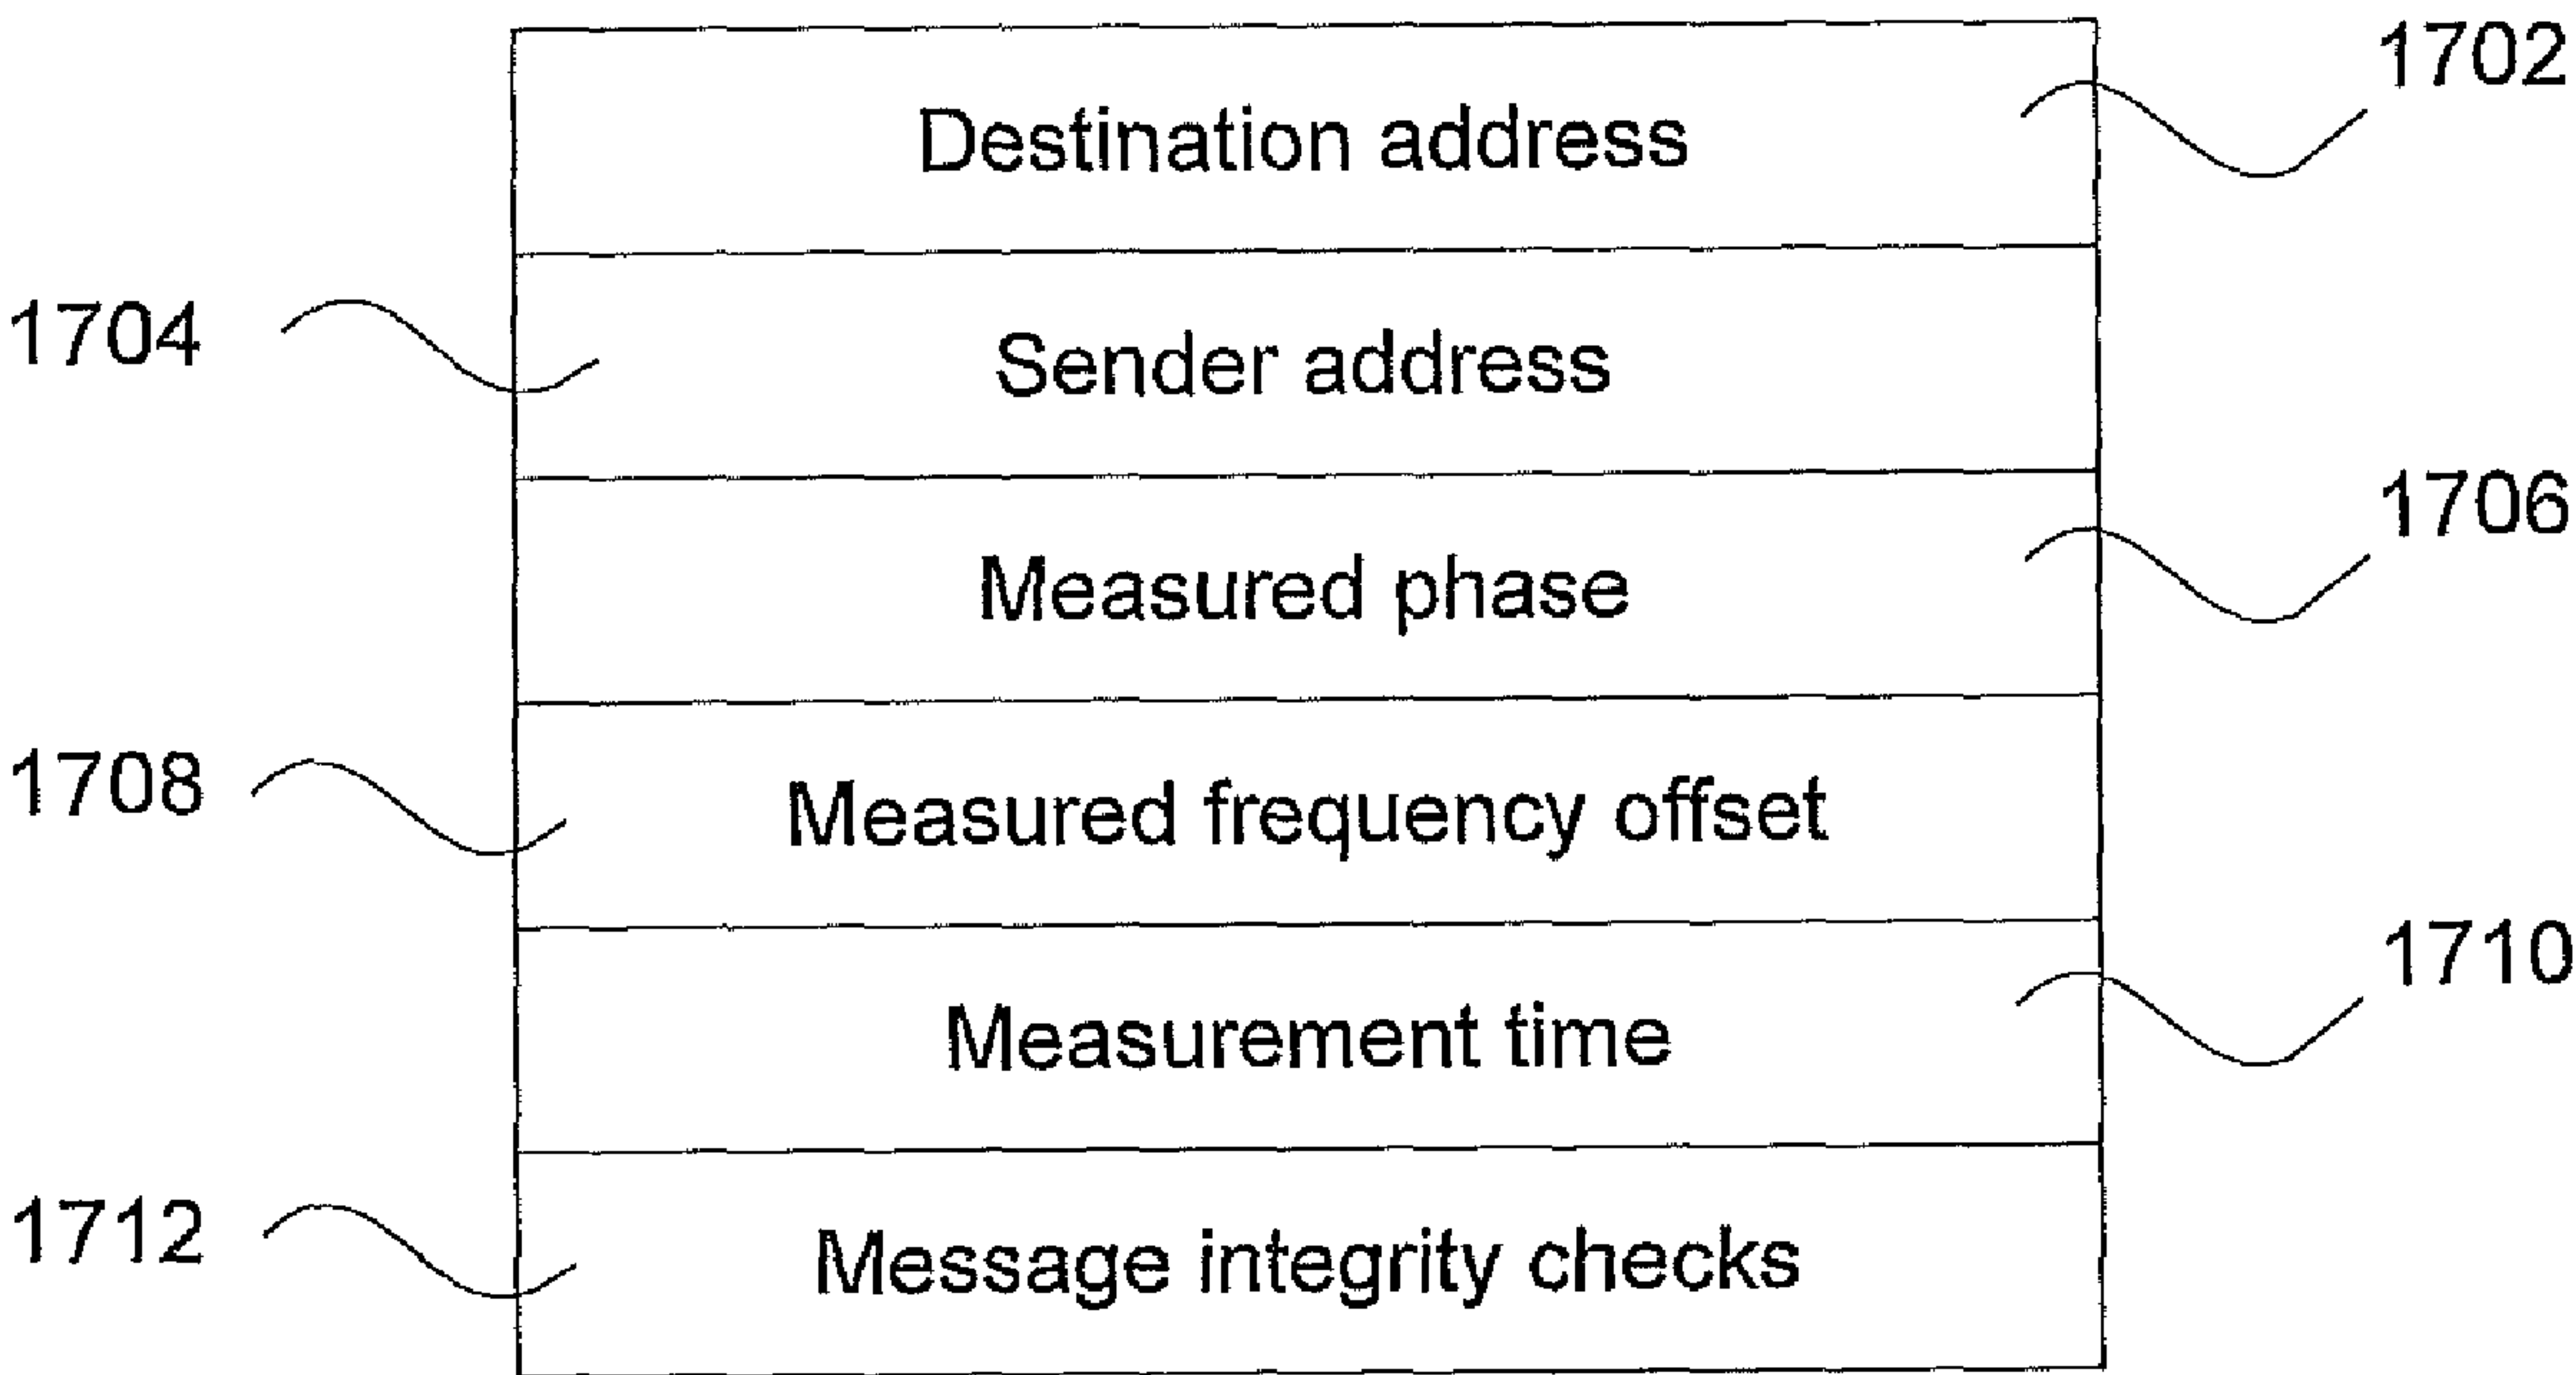 1702
Destination address
1704
Sender address
1706
Measured phase
1708
Measured frequency offset
1710
Measurement time
1712
Message integrity checks